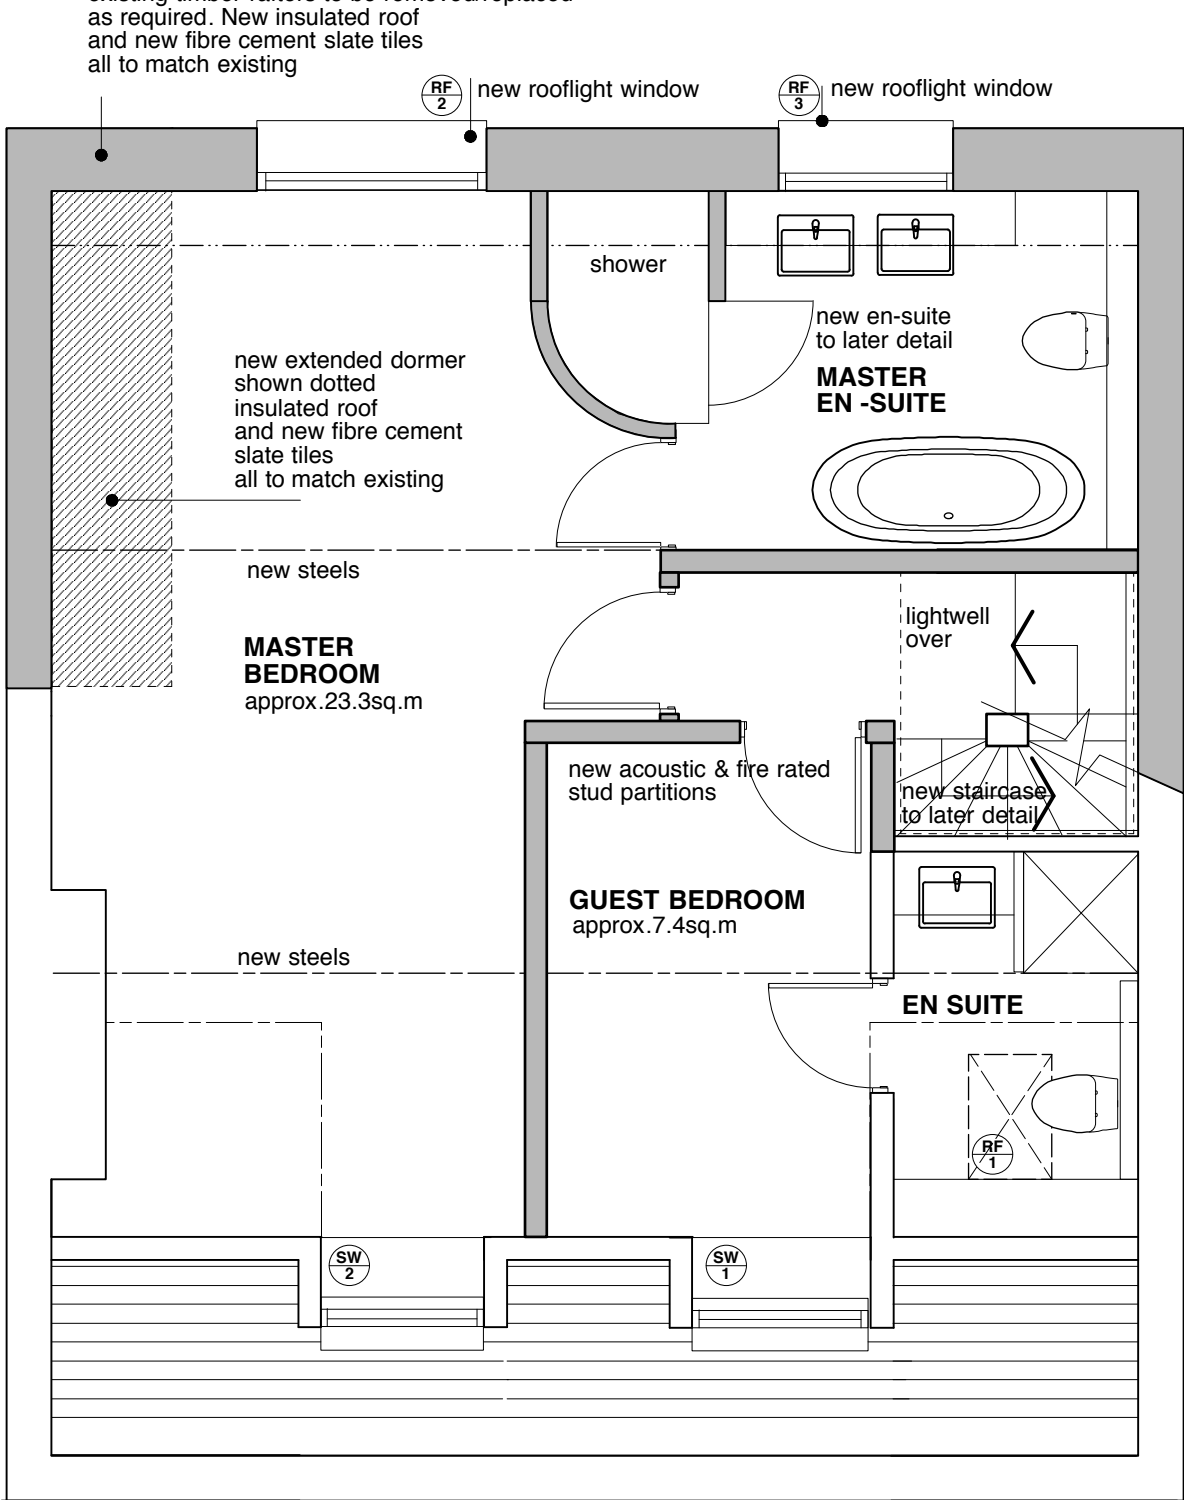 as required. New insulated roof
and new fibre cement slate tiles
all to match existing
RF
2
new rooflight window
RF
3
new rooflight window
shower
new en-suite
to later detail
MASTER
EN -SUITE
new extended dormer
shown dotted
insulated roof
and new fibre cement
slate tiles
all to match existing
new steels
lightwell
over
MASTER
BEDROOM
approx.23.3sq.m
new acoustic & fire rated
stud partitions
new staircase
to later detail
GUEST BEDROOM
approx.7.4sq.m
new steels
EN SUITE
RF
1
SW
2
SW
1